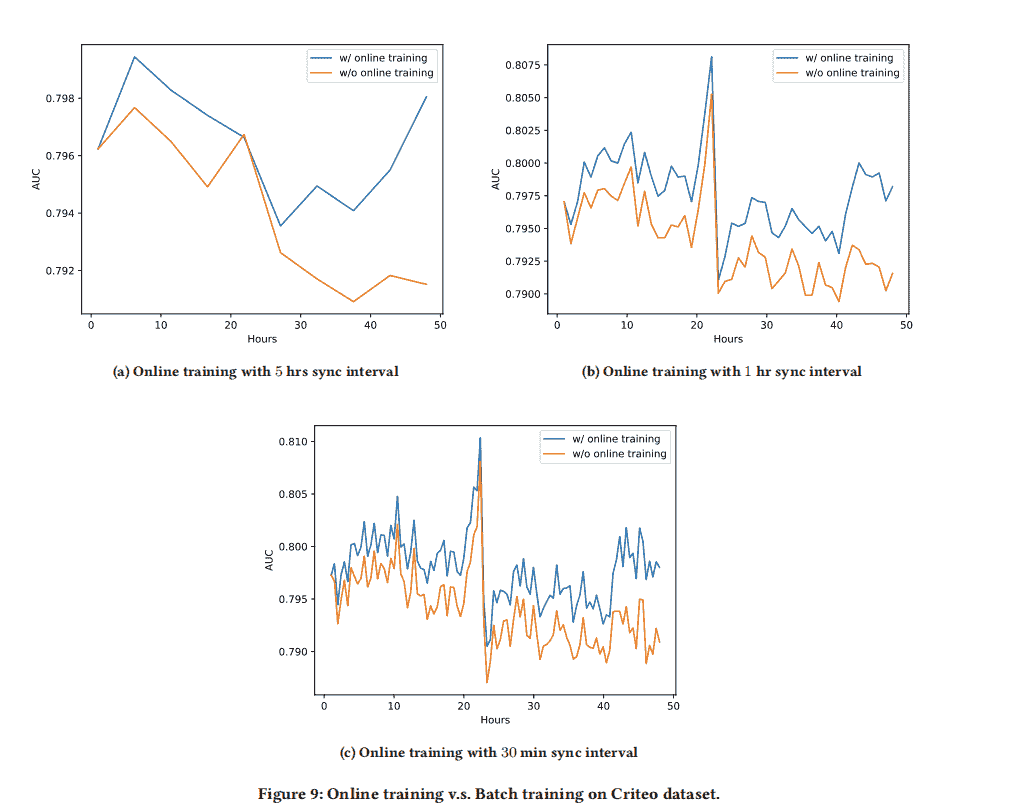 w/ online training
w/o online training
0.798
0.796
0.794
0.792
AUC
0 10 20 30 40 50
Hours
(a) Online training with 5 hrs sync interval
w/ online training
w/o online training
0.8075
0.8050
0.8025
0.8000
0.7975
0.7950
0.7925
0.7900
AUC
0 10 20 30 40 50
Hours
(b) Online training with 1 hr sync interval
w/ online training
w/o online training
0.810
0.805
0.800
0.795
0.790
AUC
0 10 20 30 40 50
Hours
(c) Online training with 30 min sync interval
Figure 9: Online training v.s. Batch training on Criteo dataset.